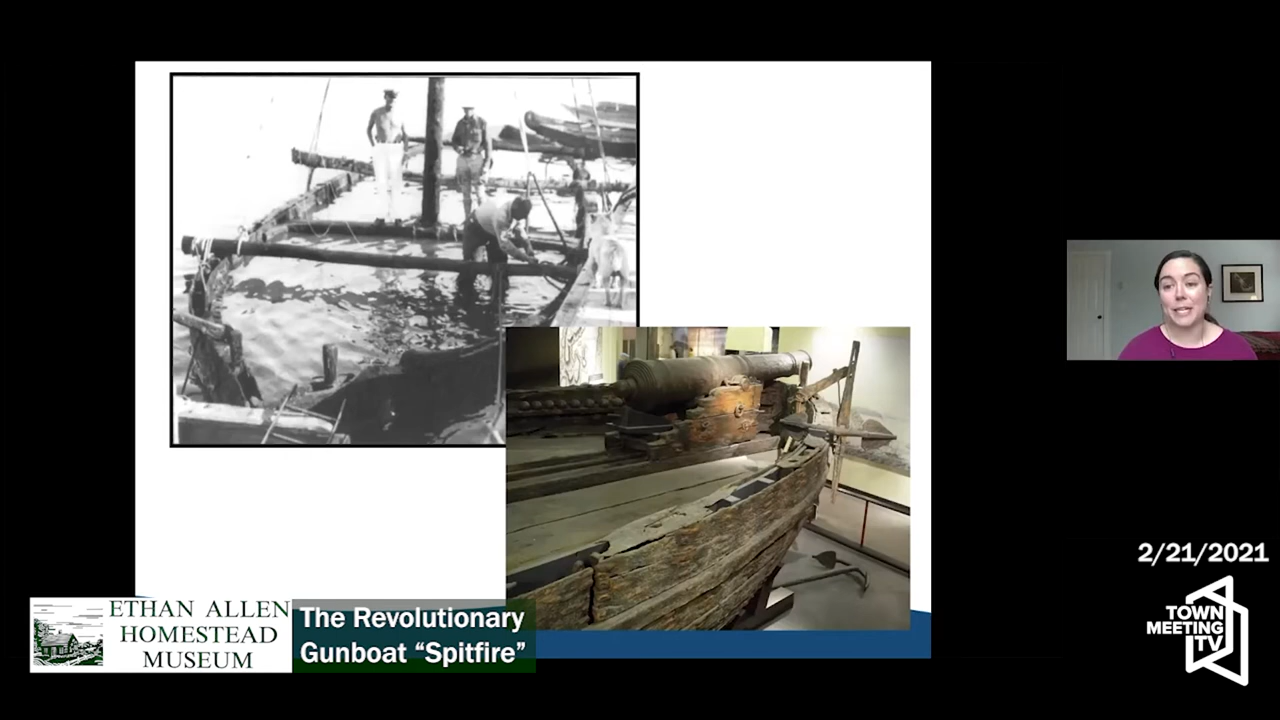 2/21/2021
TOWN
MEETING
TV
ETHAN ALLEN
HOMESTEAD
MUSEUM
The Revolutionary
Gunboat “Spitfire”